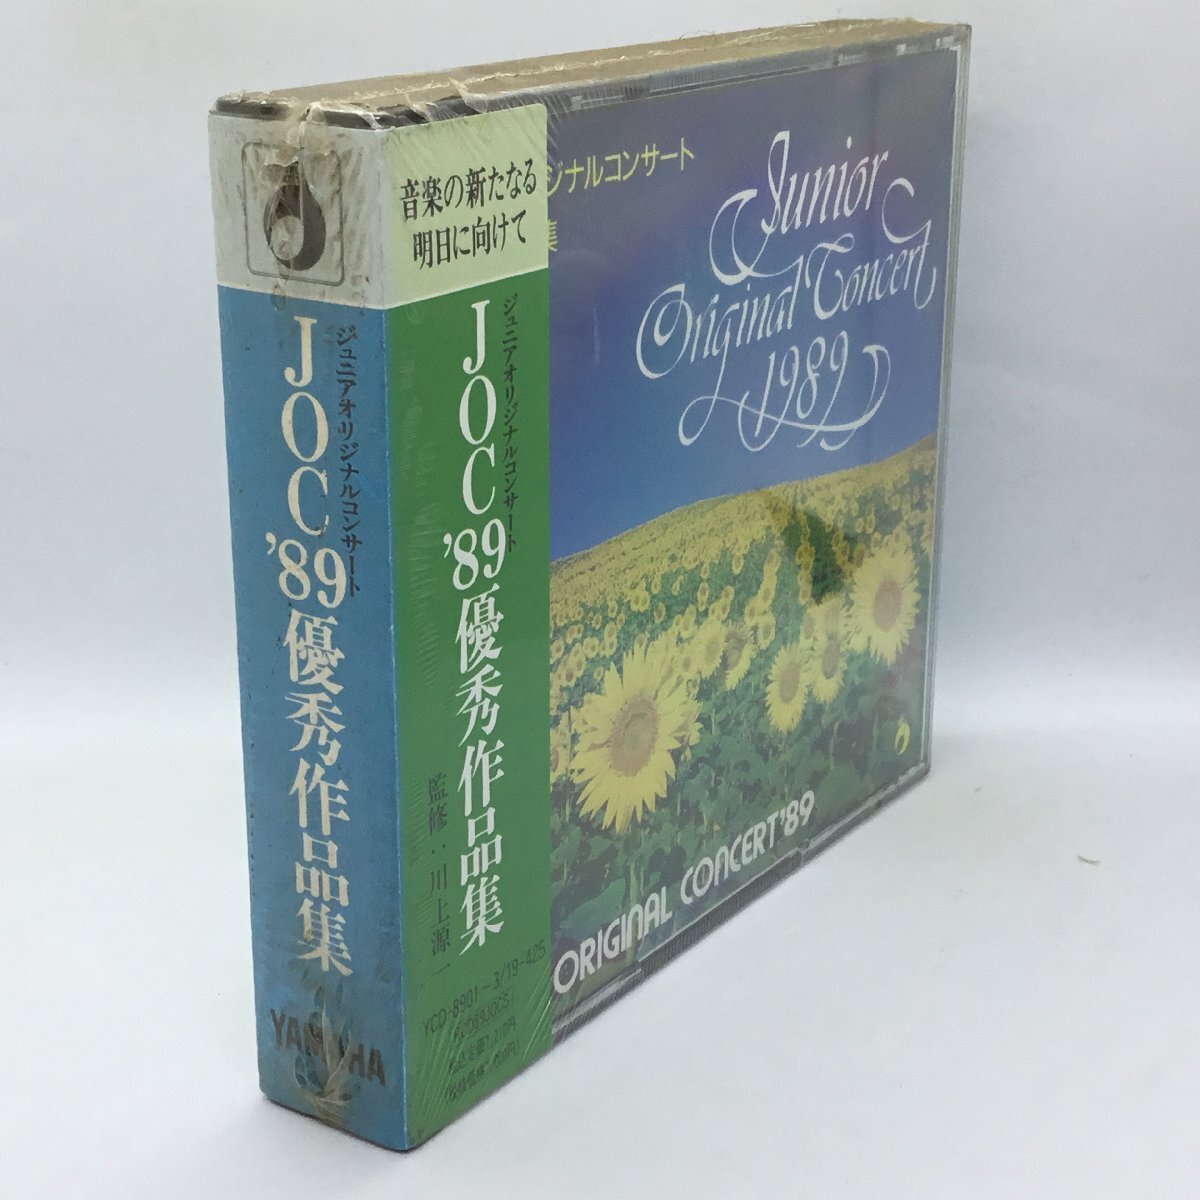 ジュニアオリジナルコンサート
JOC'89優秀作品集
YAMAHA
音楽の新たなる
明日に向けて
ジュニアオリジナルコンサート
JOC'89優秀作品集
監修：川上源一
YCD-8901～3/19-425
ジナルコンサート
集
Junior
Original Concert
1989
ORIGINAL CONCERT'89